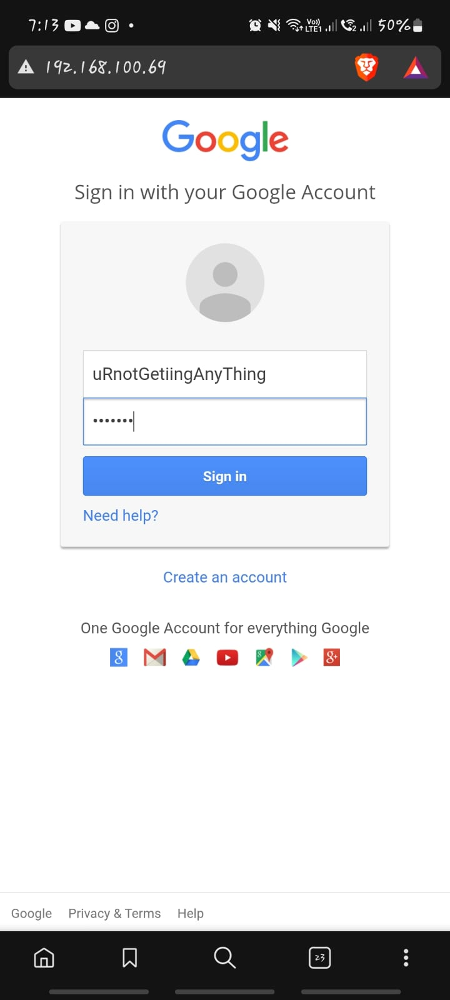 7:13 Vo)) LTE1 2 50%
192.168.100.69
Google
Sign in with your Google Account
uRnotGetiingAnyThing
•••••••
Sign in
Need help?
Create an account
One Google Account for everything Google
g 8 g+
Google Privacy & Terms Help
23